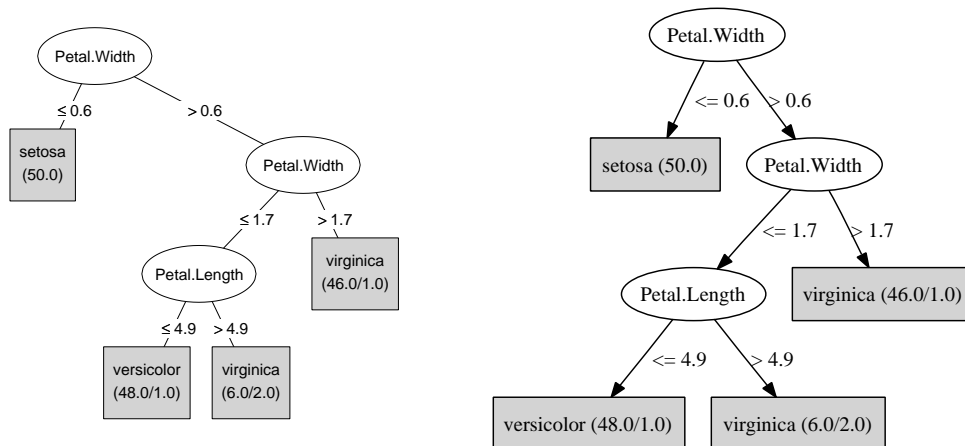 Petal.Width
≤ 0.6
> 0.6
setosa
(50.0)
Petal.Width
≤ 1.7
> 1.7
Petal.Length
virginica
(46.0/1.0)
≤ 4.9
> 4.9
versicolor
(48.0/1.0)
virginica
(6.0/2.0)
Petal.Width
<= 0.6
> 0.6
setosa (50.0)
Petal.Width
<= 1.7
> 1.7
Petal.Length
virginica (46.0/1.0)
<= 4.9
> 4.9
versicolor (48.0/1.0)
virginica (6.0/2.0)